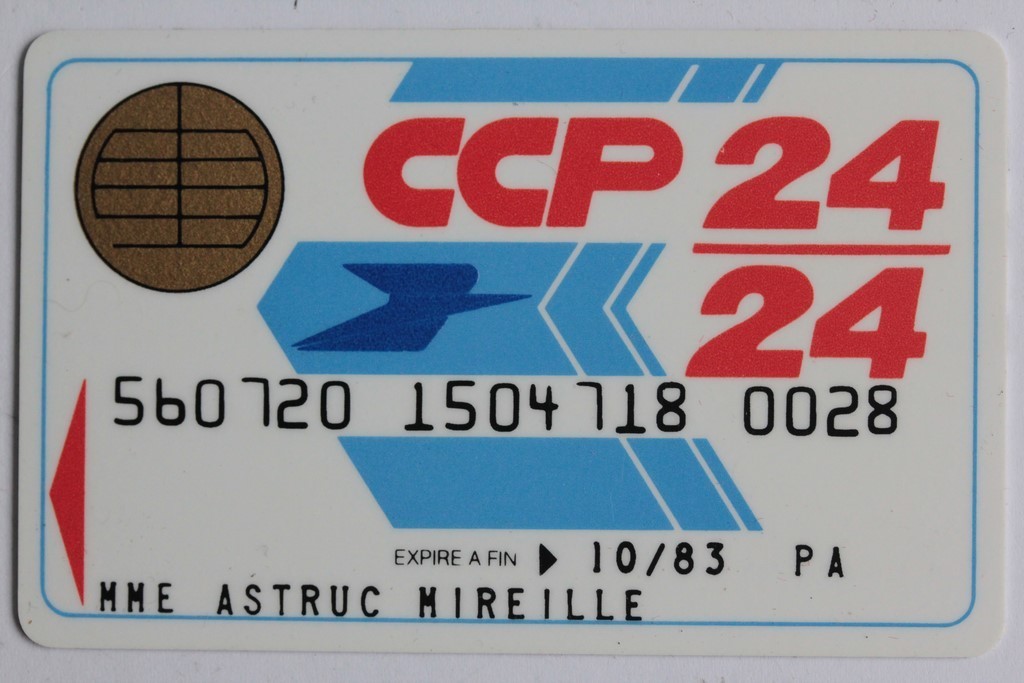 CCP 24
24
560720 1504718 0028
EXPIRE A FIN 10/83 PA
MME ASTRUC MIREILLE